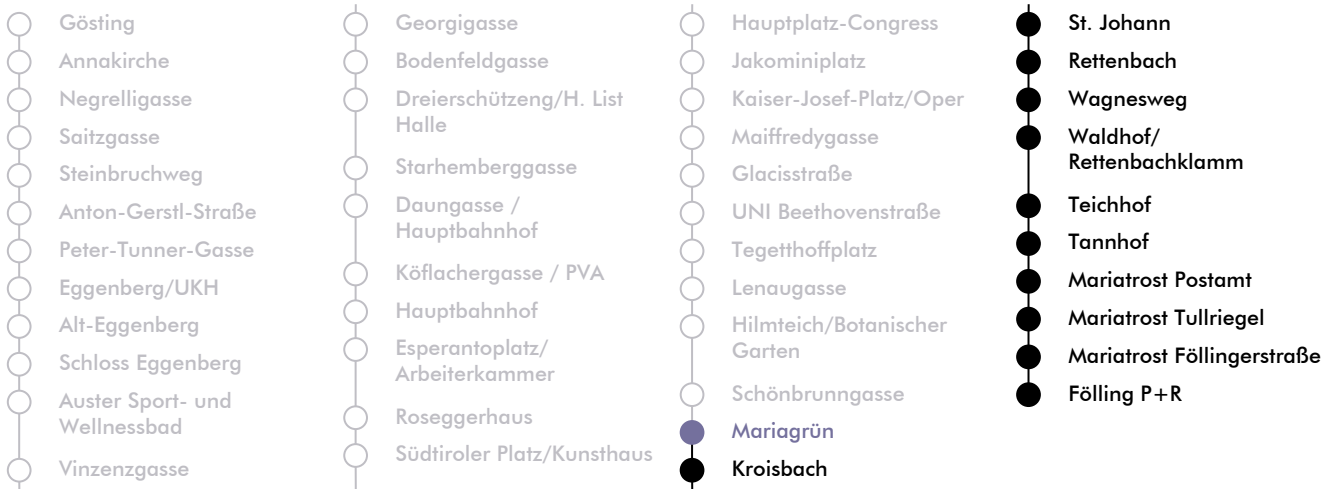 Gösting
Annakirche
Negrelligasse
Saitzgasse
Steinbruchweg
Anton-Gerstl-Straße
Peter-Tunner-Gasse
Eggenberg/UKH
Alt-Eggenberg
Schloss Eggenberg
Auster Sport- und
Wellnessbad
Vinzenzgasse
Georgigasse
Bodenfeldgasse
Dreierschützeng/H. List
Halle
Starhemberggasse
Daungasse /
Hauptbahnhof
Köflachergasse / PVA
Hauptbahnhof
Esperantoplatz/
Arbeiterkammer
Roseggerhaus
Südtiroler Platz/Kunsthaus
Hauptplatz-Congress
Jakominiplatz
Kaiser-Josef-Platz/Oper
Maiffredygasse
Glacisstraße
UNI Beethovenstraße
Tegetthoffplatz
Lenaugasse
Hilmteich/Botanischer
Garten
Schönbrunngasse
Mariagrün
Kroisbach
St. Johann
Rettenbach
Wagnesweg
Waldhof/
Rettenbachklamm
Teichhof
Tannhof
Mariatrost Postamt
Mariatrost Tullriegel
Mariatrost Föllingerstraße
Fölling P+R